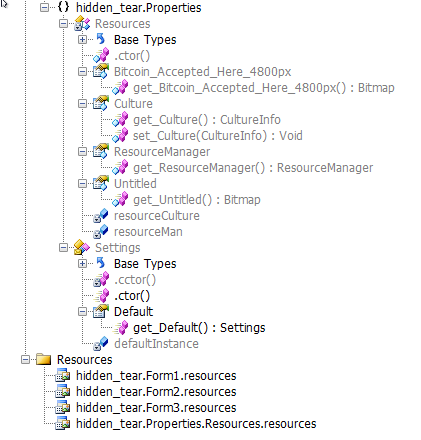 hidden_tear.Properties
Resources
Base Types
.ctor()
Bitcoin_Accepted_Here_4800px
get_Bitcoin_Accepted_Here_4800px() : Bitmap
Culture
get_Culture() : CultureInfo
set_Culture(CultureInfo) : Void
ResourceManager
get_ResourceManager() : ResourceManager
Untitled
get_Untitled() : Bitmap
resourceCulture
resourceMan
Settings
Base Types
.cctor()
.ctor()
Default
get_Default() : Settings
defaultInstance
Resources
hidden_tear.Form1.resources
hidden_tear.Form2.resources
hidden_tear.Form3.resources
hidden_tear.Properties.Resources.resources